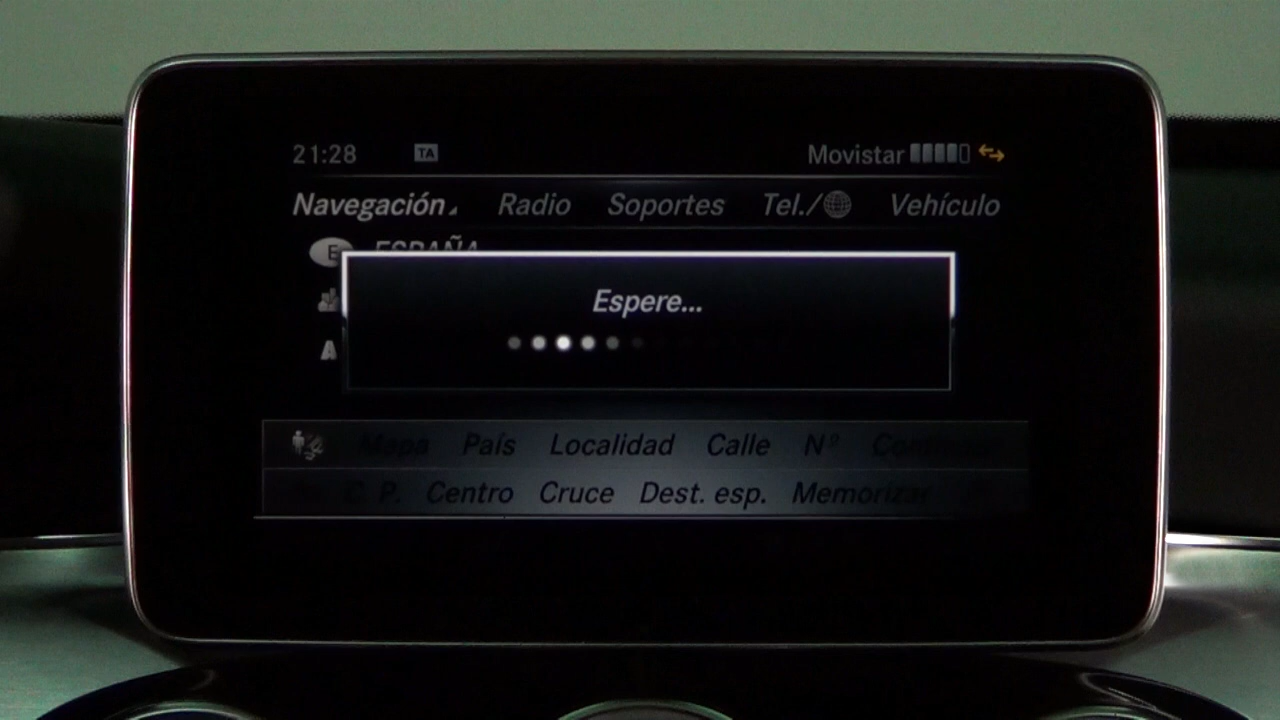 21:28 TA Movistar
Navegación Radio Soportes Tel./ Vehículo
E ESPAÑA
Espere...
A
Mapa País Localidad Calle Nº
C. P. Centro Cruce Dest. esp. Memorizar